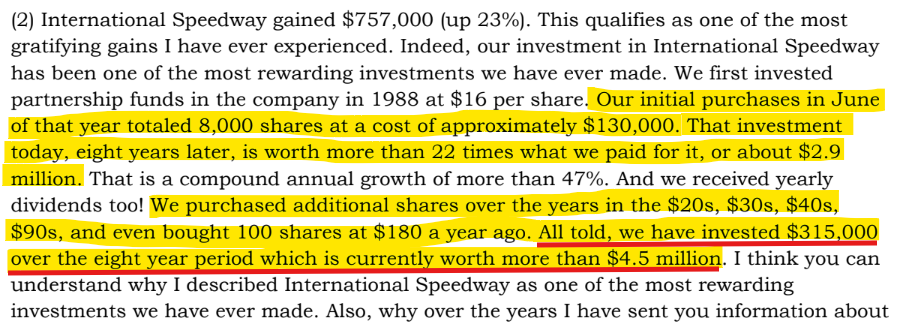 (2) International Speedway gained $757,000 (up 23%). This qualifies as one of the most
gratifying gains I have ever experienced. Indeed, our investment in International Speedway
has been one of the most rewarding investments we have ever made. We first invested
partnership funds in the company in 1988 at $16 per share. Our initial purchases in June
of that year totaled 8,000 shares at a cost of approximately $130,000. That investment
today, eight years later, is worth more than 22 times what we paid for it, or about $2.9
million. That is a compound annual growth of more than 47%. And we received yearly
dividends too! We purchased additional shares over the years in the $20s, $30s, $40s,
$90s, and even bought 100 shares at $180 a year ago. All told, we have invested $315,000
over the eight year period which is currently worth more than $4.5 million. I think you can
understand why I described International Speedway as one of the most rewarding
investments we have ever made. Also, why over the years I have sent you information about